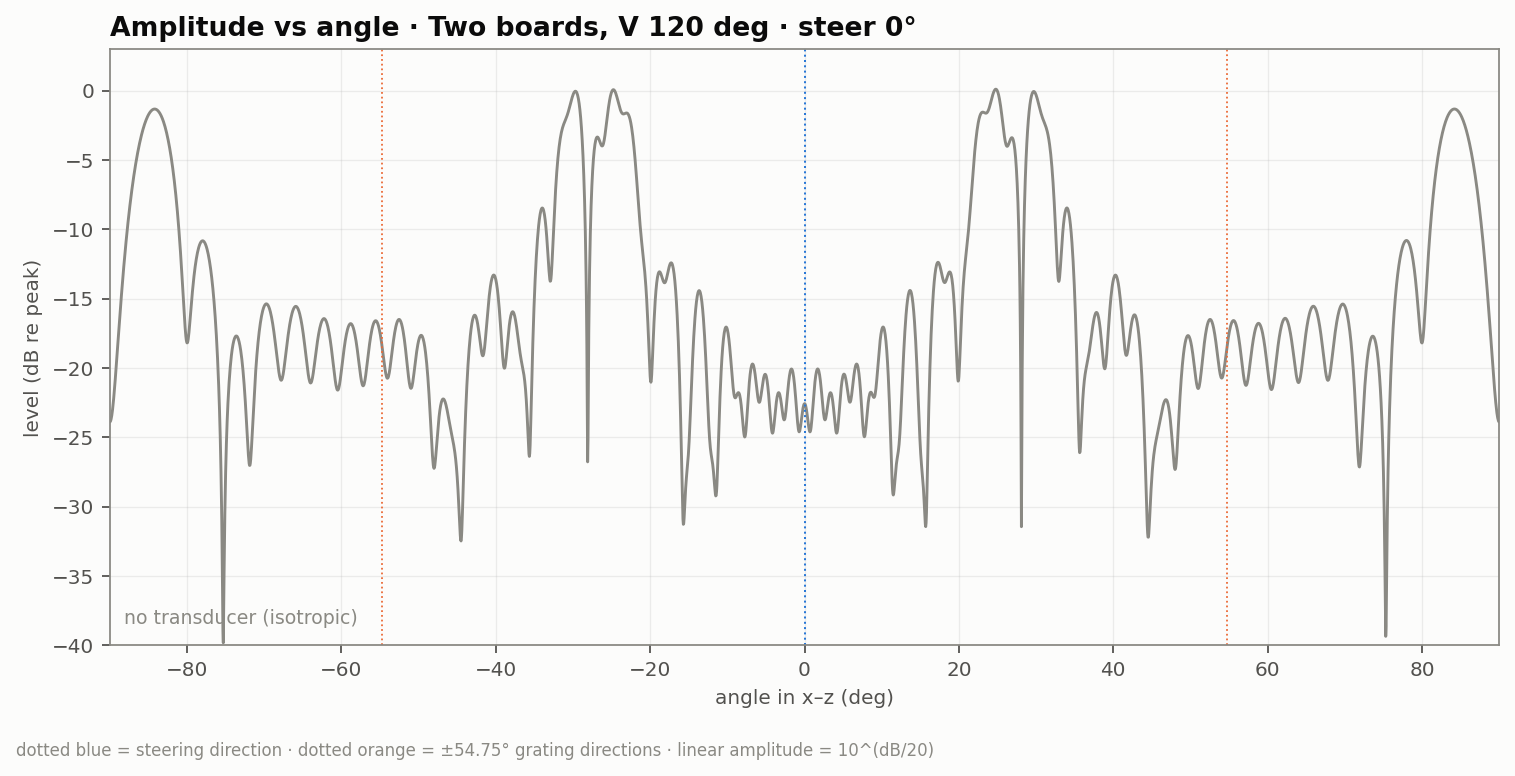 Amplitude vs angle · Two boards, V 120 deg · steer 0°
level (dB re peak)
0
−5
−10
−15
−20
−25
−30
−35
−40
no transducer (isotropic)
−80 −60 −40 −20 0 20 40 60 80
angle in x–z (deg)
dotted blue = steering direction · dotted orange = ±54.75° grating directions · linear amplitude = 10^(dB/20)